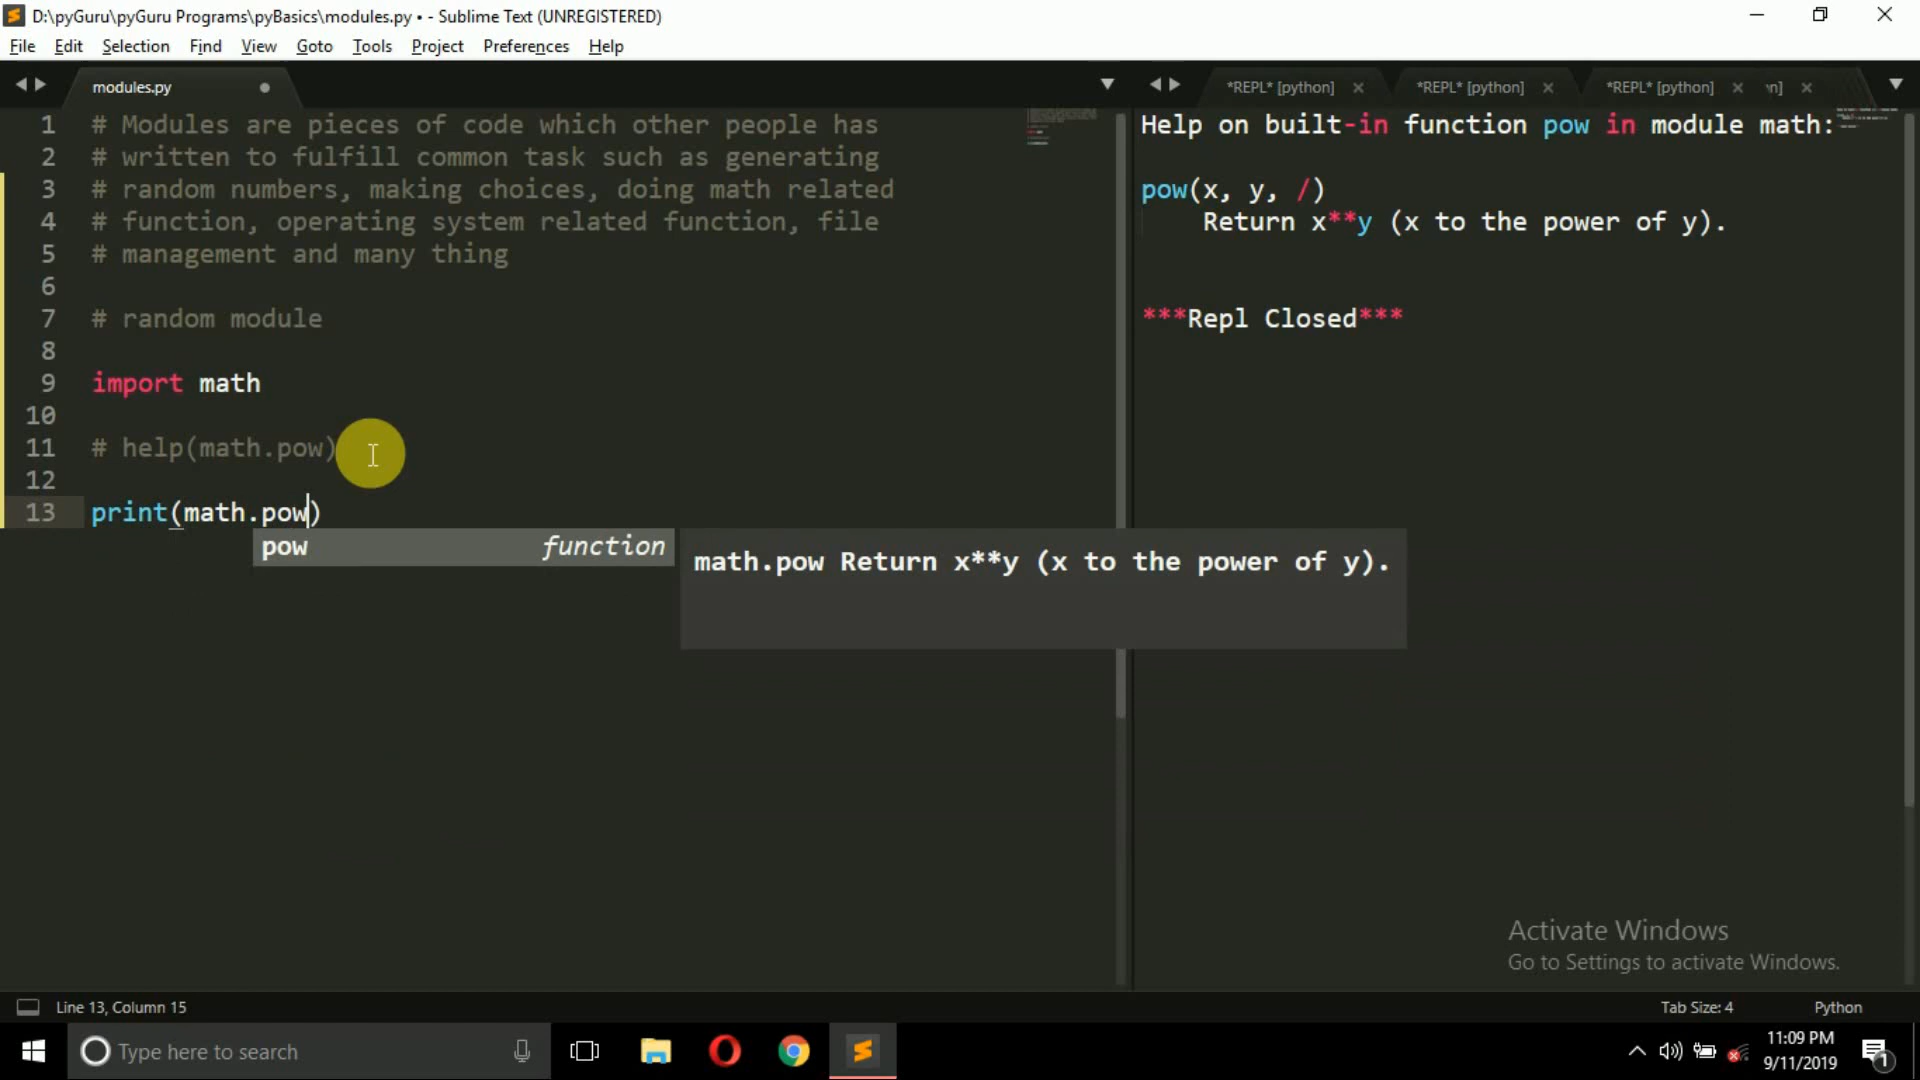 D:\pyGuru\pyGuru Programs\pyBasics\modules.py • - Sublime Text (UNREGISTERED)
File Edit Selection Find View Goto Tools Project Preferences Help
modules.py
*REPL* [python] *REPL* [python] *REPL* [python]
1 # Modules are pieces of code which other people has
2 # written to fulfill common task such as generating
3 # random numbers, making choices, doing math related
4 # function, operating system related function, file
5 # management and many thing
6
7 # random module
8
9 import math
10
11 # help(math.pow)
12
13 print(math.pow)
pow function
math.pow Return x**y (x to the power of y).
Help on built-in function pow in module math:
pow(x, y, /)
Return x**y (x to the power of y).
***Repl Closed***
Activate Windows
Go to Settings to activate Windows.
Line 13, Column 15
Tab Size: 4
Python
Type here to search
11:09 PM
9/11/2019
1